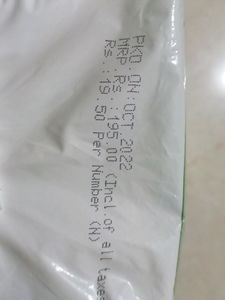 PKD.ON:OCT.2022
MRP.Rs.:195.00 (Incl.of all taxes
Rs.:19.50 Per Number (N)